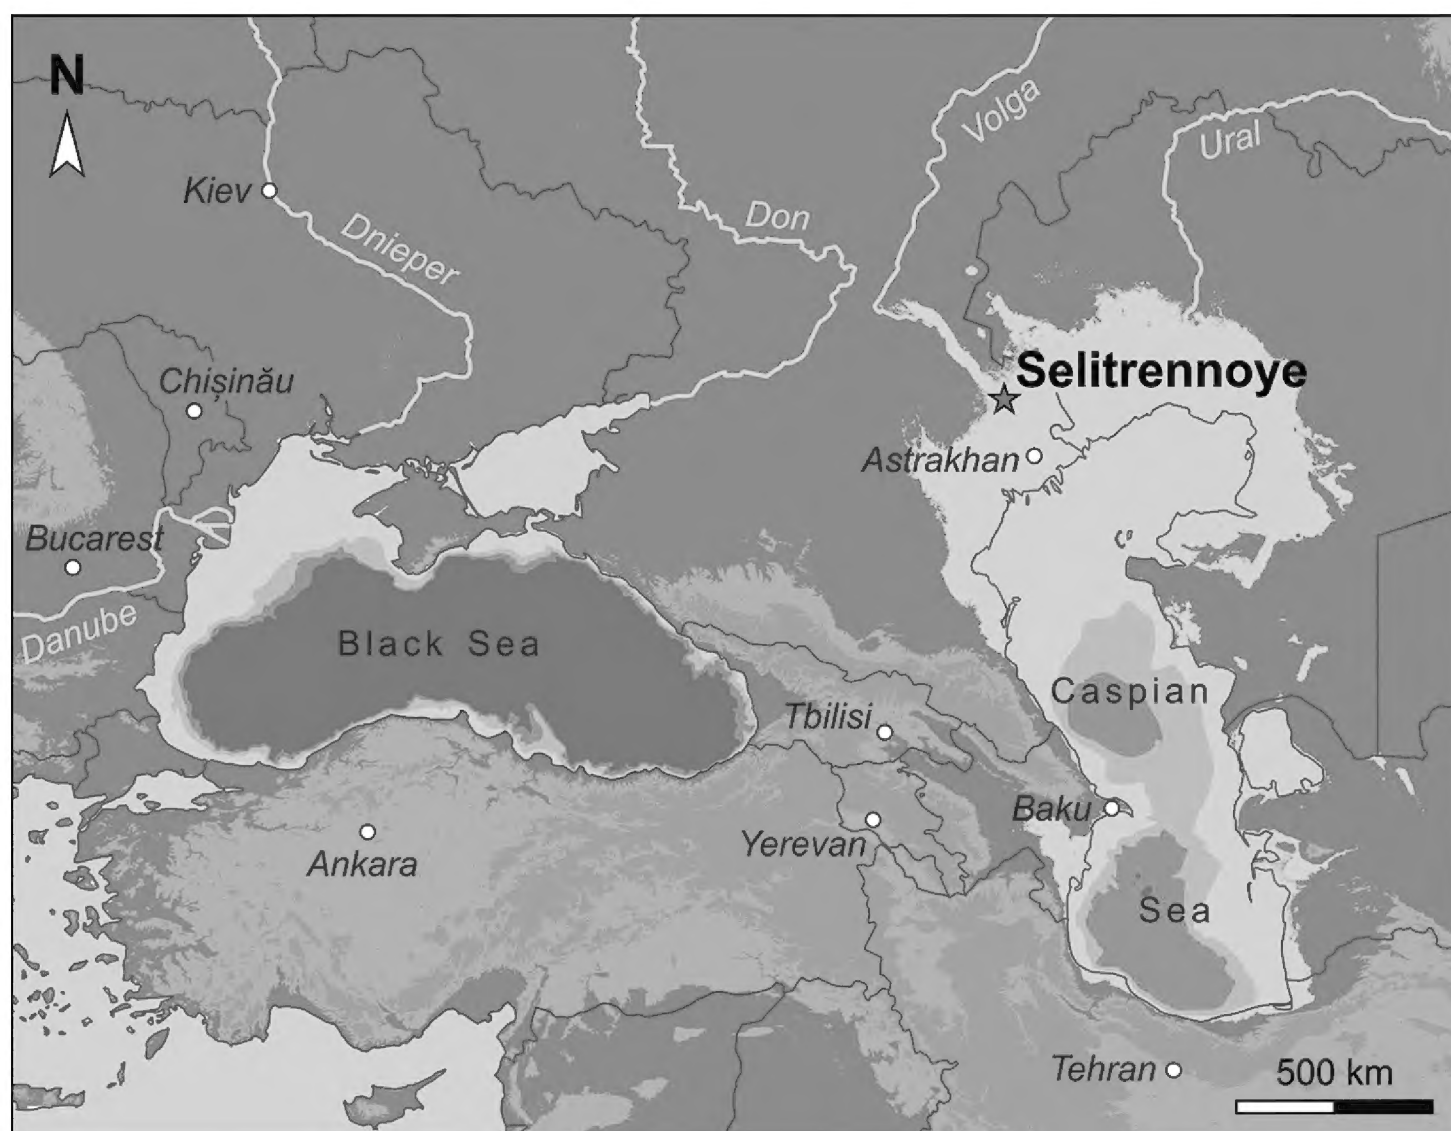 N
Volga
Ural
Kiev
Don
Dnieper
Selitrennoye
Chișinău
Astrakhan
Bucarest
Danube
Black Sea
Caspian
Tbilisi
Baku
Yerevan
Ankara
Sea
Tehran
500 km